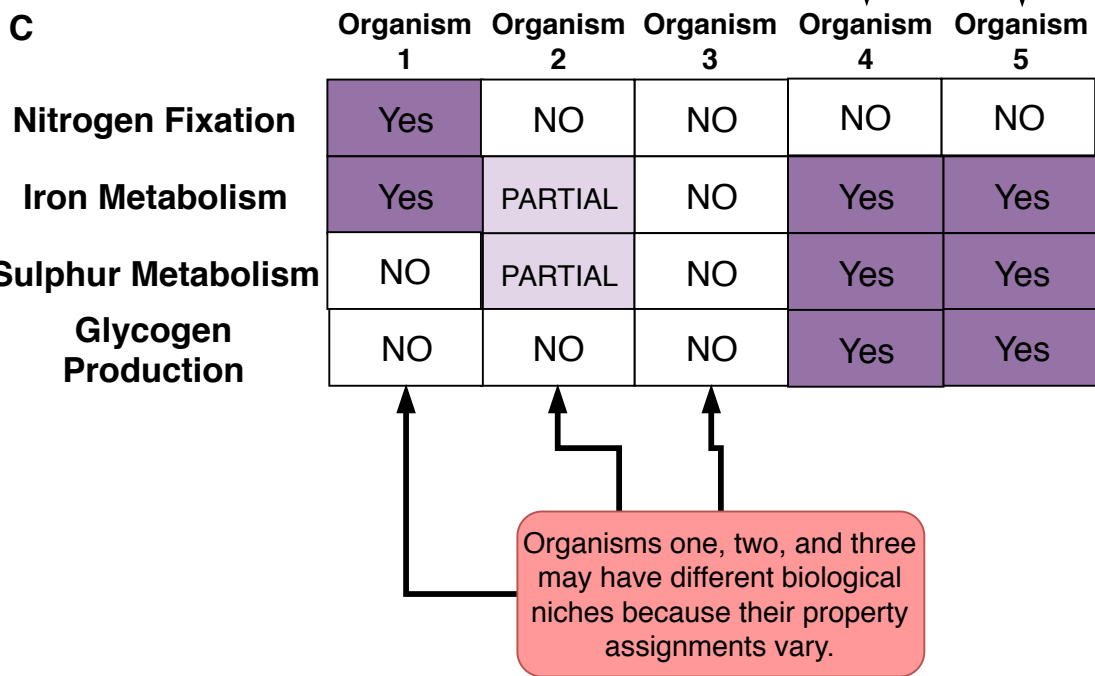 C
Organism Organism Organism Organism Organism
1 2 3 4 5
Nitrogen Fixation Yes NO NO NO NO
Iron Metabolism Yes PARTIAL NO Yes Yes
Sulphur Metabolism NO PARTIAL NO Yes Yes
Glycogen
Production NO NO NO Yes Yes
Organisms one, two, and three
may have different biological
niches because their property
assignments vary.